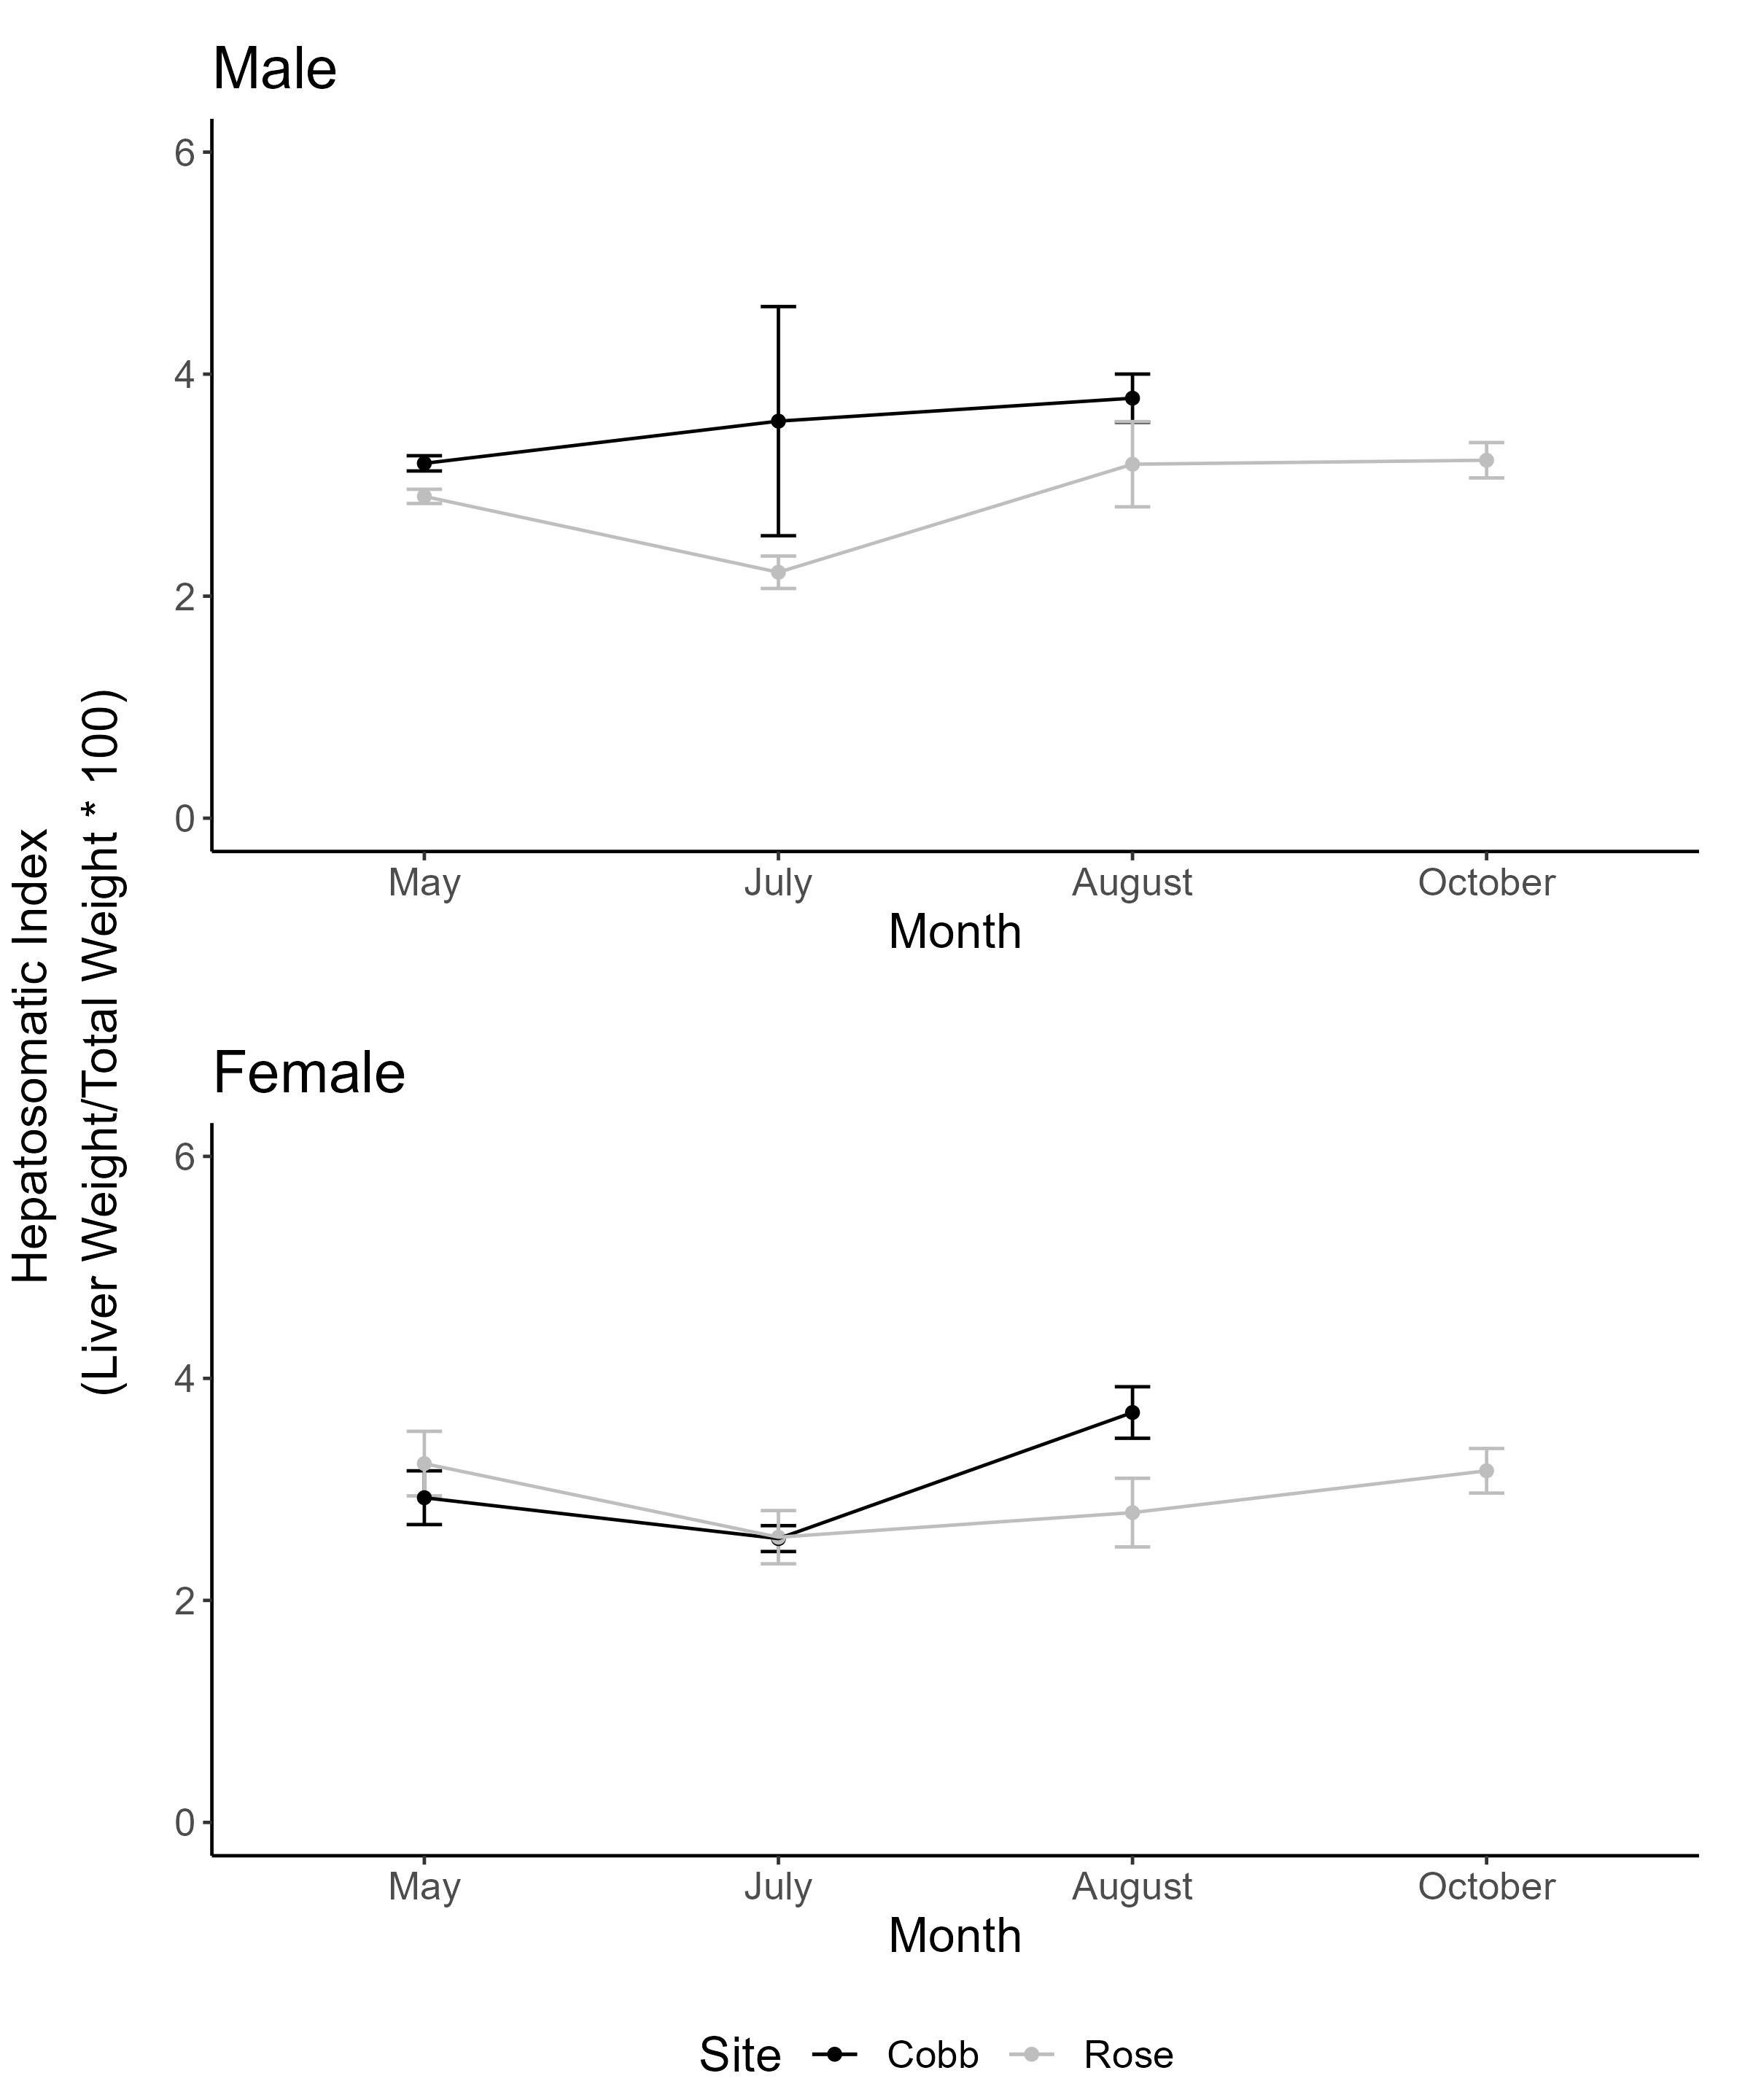 Male
6
4
2
0
May July August October
Month
Hepatosomatic Index
(Liver Weight/Total Weight * 100)
Female
6
4
2
0
May July August October
Month
Site Cobb Rose